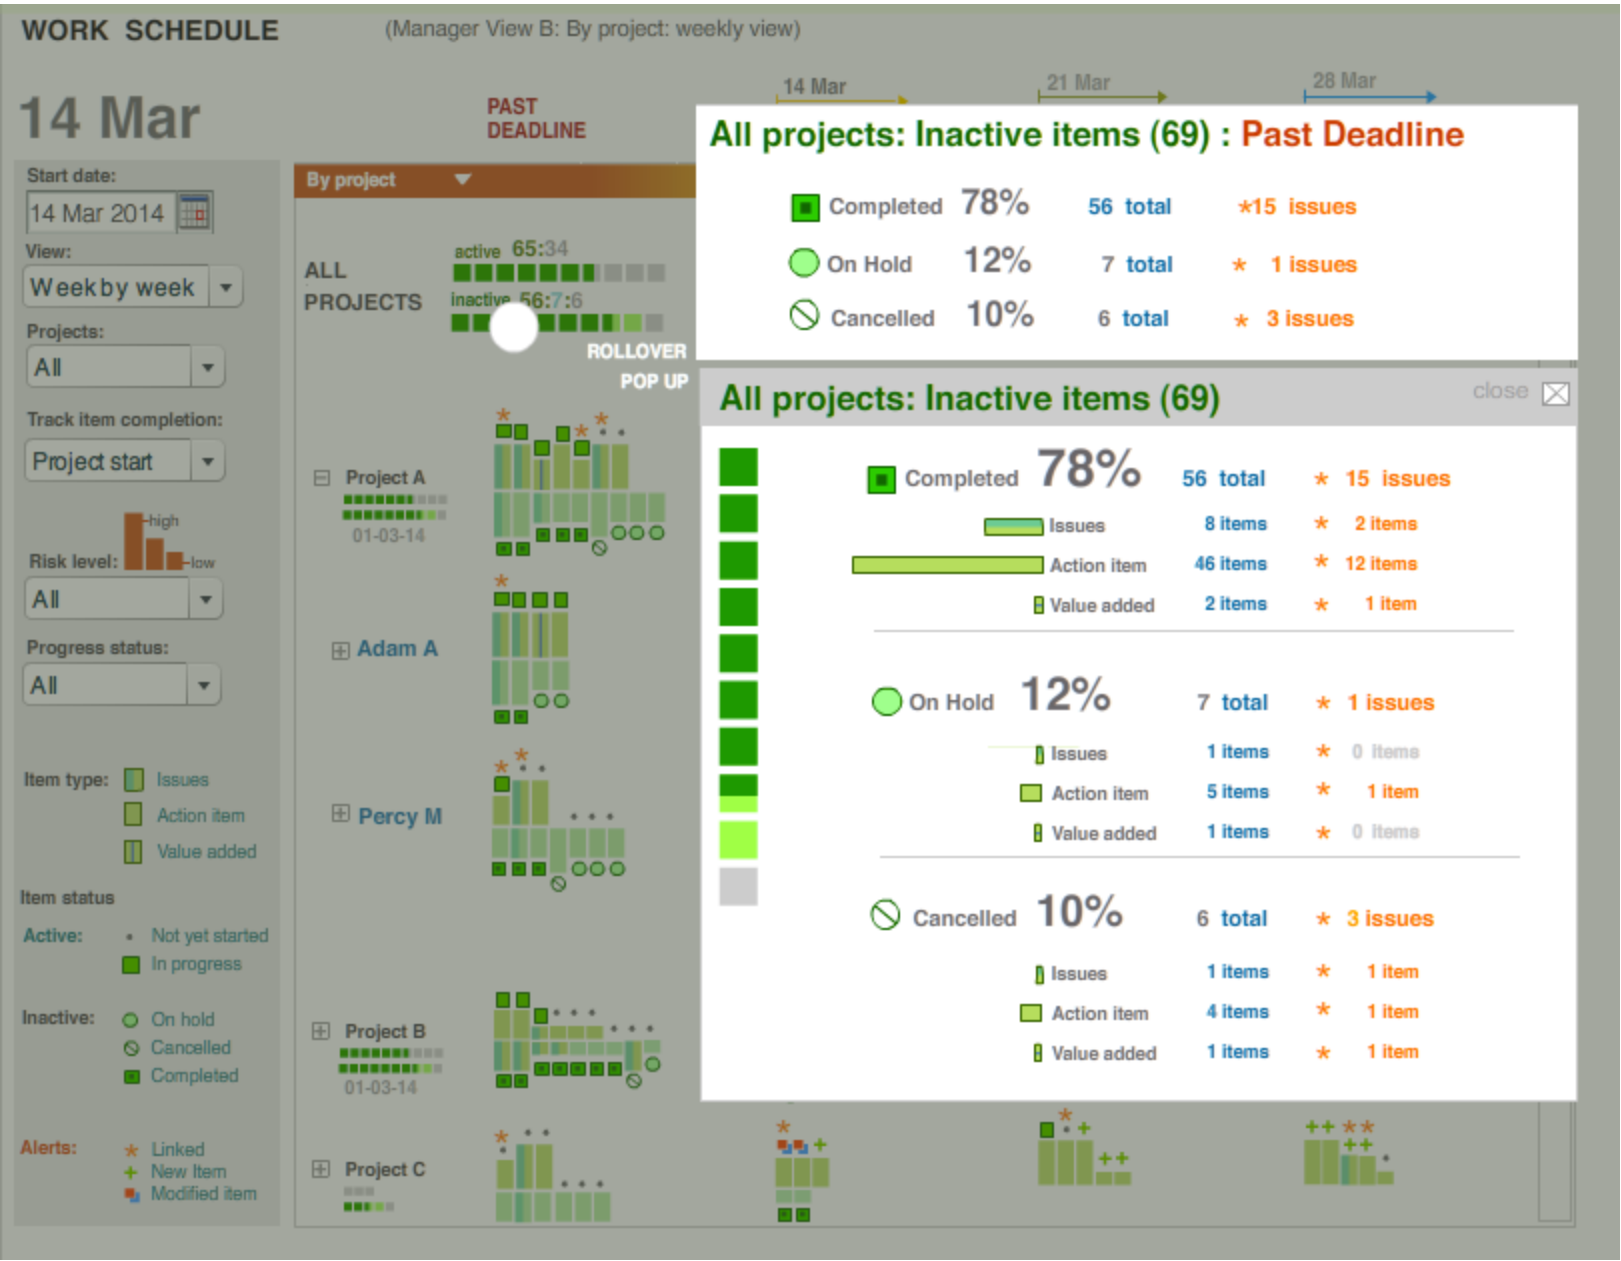 WORK SCHEDULE
(Manager View B: By project: weekly view)
14 Mar
PAST
DEADLINE
14 Mar
21 Mar
28 Mar
Start date:
14 Mar 2014
View:
Week by week
Projects:
All
Track item completion:
Project start
high
low
Risk level:
All
Progress status:
All
Item type:
Issues
Action item
Value added
Item status
Active:
Not yet started
In progress
Inactive:
On hold
Cancelled
Completed
Alerts:
Linked
New Item
Modified item
By project
ALL
PROJECTS
active 65:34
inactive 56:7:6
ROLLOVER
POP UP
Project A
01-03-14
Adam A
Percy M
Project B
01-03-14
Project C
All projects: Inactive items (69) : Past Deadline
Completed 78% 56 total *15 issues
On Hold 12% 7 total * 1 issues
Cancelled 10% 6 total * 3 issues
All projects: Inactive items (69)
close
Completed 78% 56 total * 15 issues
Issues 8 items * 2 items
Action item 46 items * 12 items
Value added 2 items * 1 item
On Hold 12% 7 total * 1 issues
Issues 1 items * 0 items
Action item 5 items * 1 item
Value added 1 items * 0 items
Cancelled 10% 6 total * 3 issues
Issues 1 items * 1 item
Action item 4 items * 1 item
Value added 1 items * 1 item